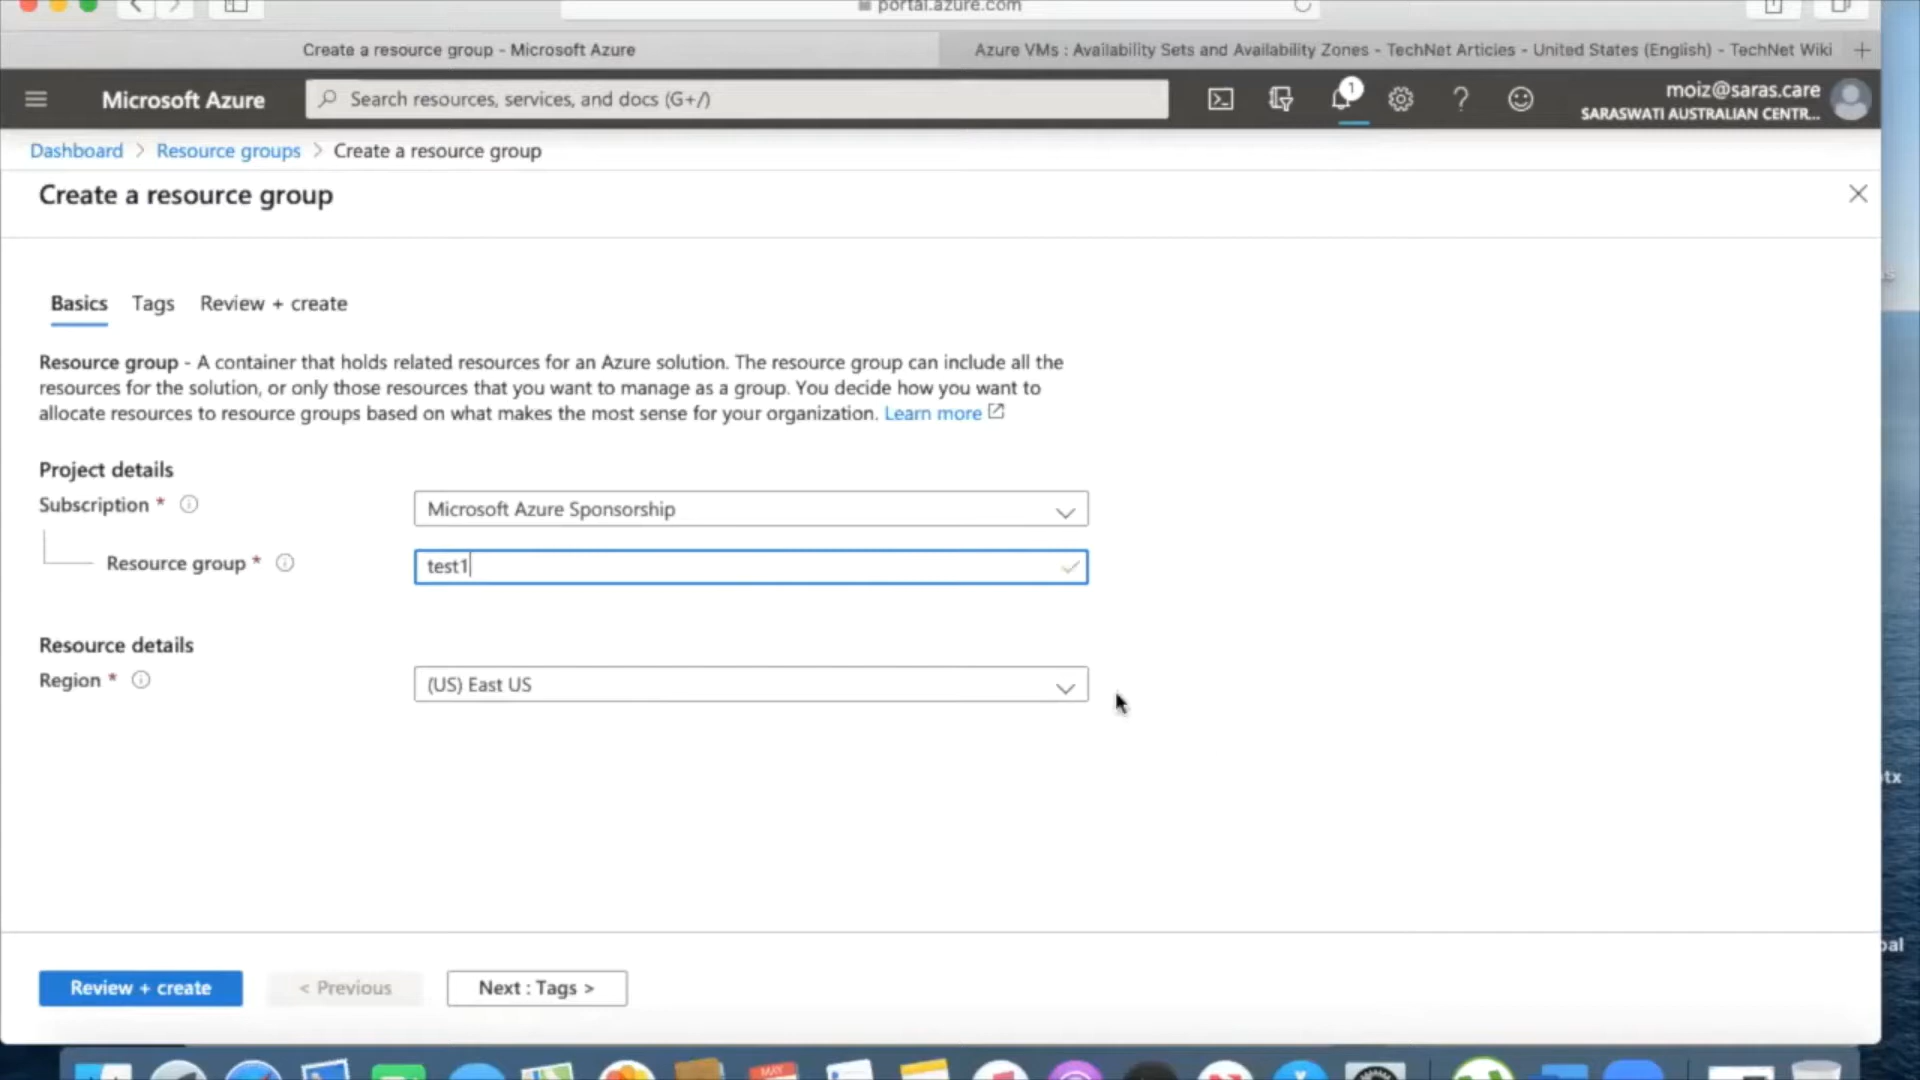 portal.azure.com
Create a resource group - Microsoft Azure
Azure VMs : Availability Sets and Availability Zones - TechNet Articles - United States (English) - TechNet Wiki
Microsoft Azure
Search resources, services, and docs (G+/)
1
moiz@saras.care
SARASWATI AUSTRALIAN CENTR...
Dashboard > Resource groups > Create a resource group
Create a resource group
Basics Tags Review + create
Resource group - A container that holds related resources for an Azure solution. The resource group can include all the
resources for the solution, or only those resources that you want to manage as a group. You decide how you want to
allocate resources to resource groups based on what makes the most sense for your organization. Learn more
Project details
Subscription *
Microsoft Azure Sponsorship
Resource group *
test1
Resource details
Region *
(US) East US
Review + create
< Previous
Next : Tags >
MAY